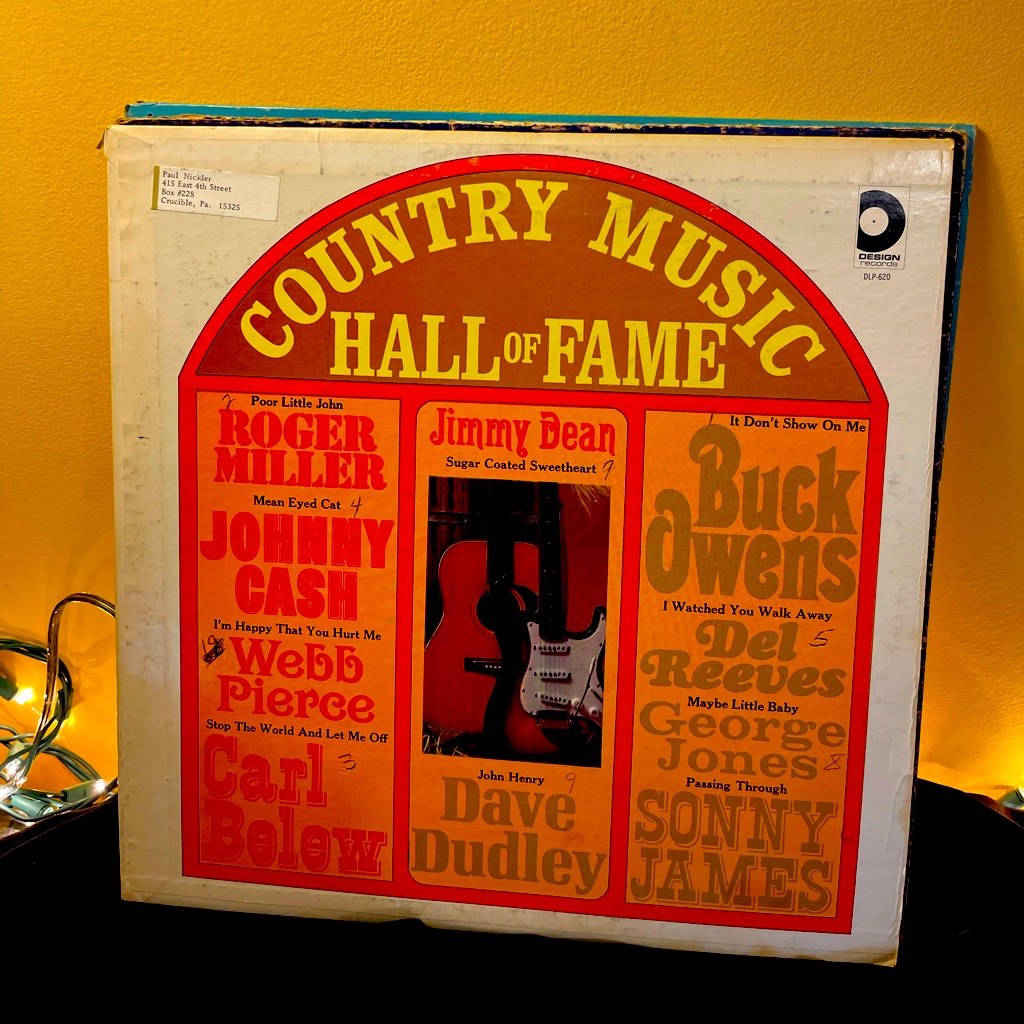 Paul Nickler
415 East 4th Street
Box #228
Crucible, Pa. 15325
DESIGN
records
DLP-620
COUNTRY MUSIC
HALL OF FAME
2 Poor Little John
ROGER
MILLER
Mean Eyed Cat 4
JOHNNY
CASH
I'm Happy That You Hurt Me
Webb
Pierce
Stop The World And Let Me Off
Carl 3
Belew
Jimmy Dean
Sugar Coated Sweetheart 7
John Henry 9
Dave
Dudley
1 It Don't Show On Me
Buck
Owens
I Watched You Walk Away
Del 5
Reeves
Maybe Little Baby
George
Jones 8
Passing Through
SONNY
JAMES